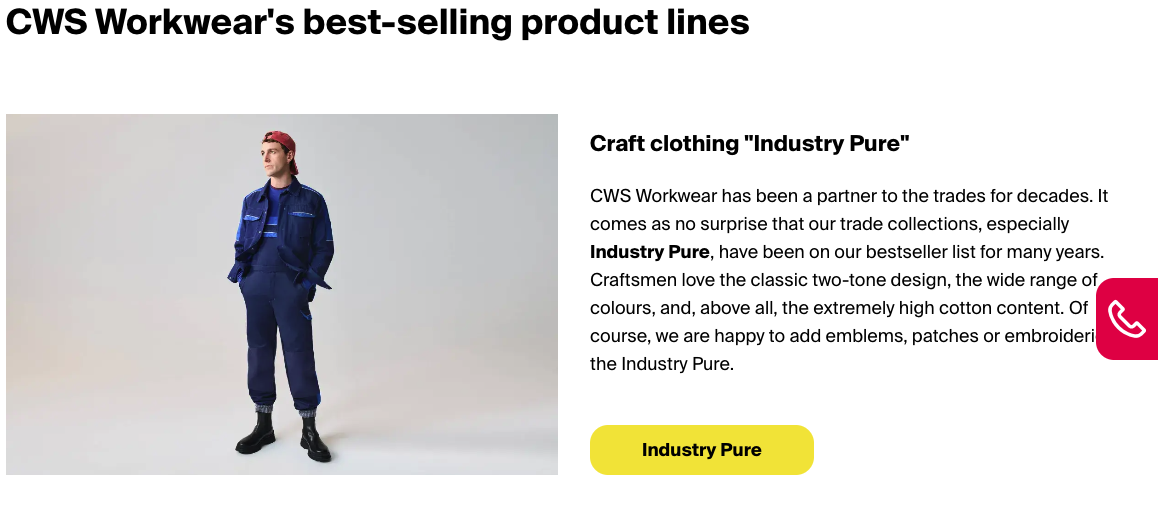 CWS Workwear's best-selling product lines
Craft clothing "Industry Pure"
CWS Workwear has been a partner to the trades for decades. It
comes as no surprise that our trade collections, especially
Industry Pure, have been on our bestseller list for many years.
Craftsmen love the classic two-tone design, the wide range of
colours, and, above all, the extremely high cotton content. Of
course, we are happy to add emblems, patches or
the Industry Pure.
Industry Pure